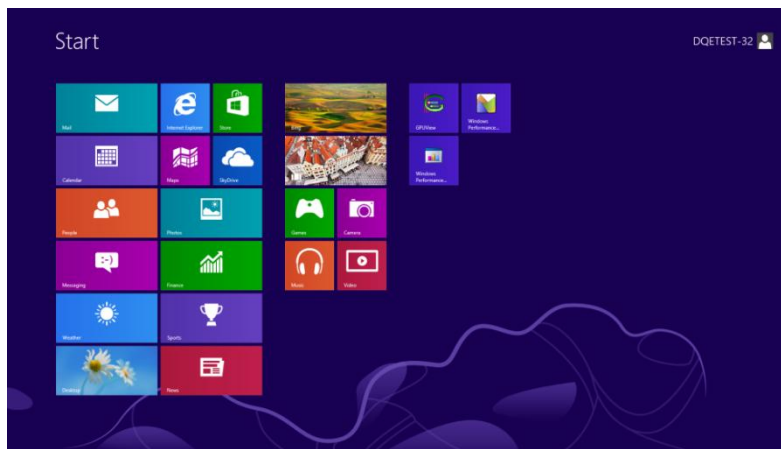 Start
DQETEST-32
Mail
Internet Explorer
Store
GPUView
Windows
Performance...
Calendar
Maps
SkyDrive
Windows
Performance...
People
Photos
Games
Camera
Messaging
Finance
Music
Video
Weather
Sports
Desktop
News